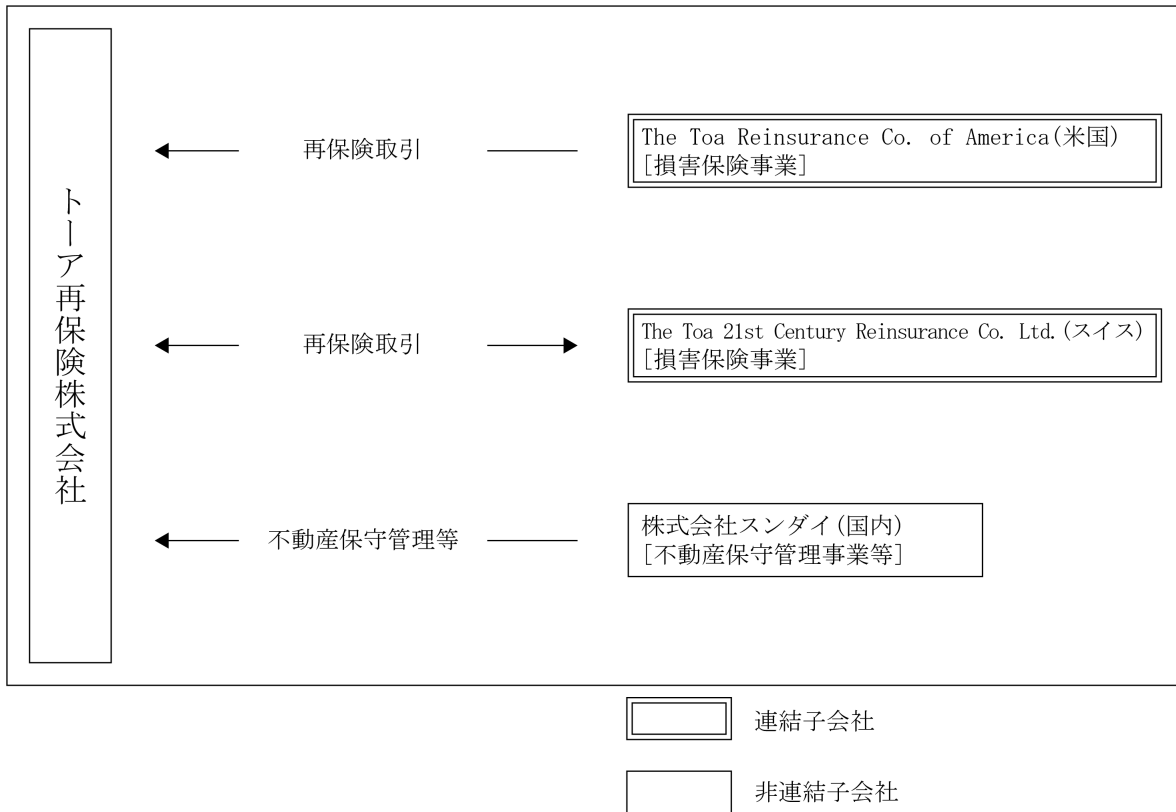 トーア再保険株式会社
再保険取引
The Toa Reinsurance Co. of America(米国)
[損害保険事業]
再保険取引
The Toa 21st Century Reinsurance Co. Ltd.(スイス)
[損害保険事業]
不動産保守管理等
株式会社スンダイ(国内)
[不動産保守管理事業等]
連結子会社
非連結子会社